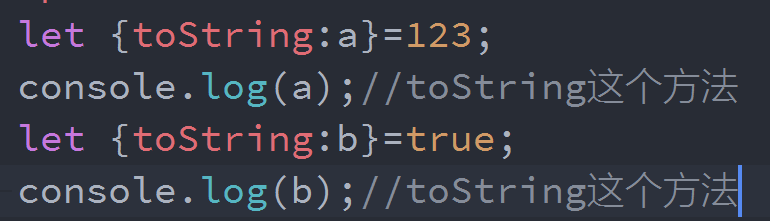 let {toString:a}=123;
console.log(a);//toString这个方法
let {toString:b}=true;
console.log(b);//toString这个方法